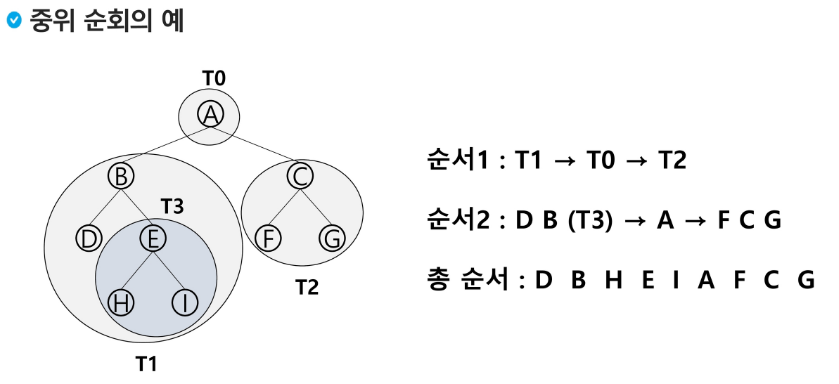 중위 순회의 예
T0
A
B
C
T3
D
E
F
G
H
I
T2
T1
순서1 : T1 → T0 → T2
순서2 : D B (T3) → A → F C G
총 순서 : D B H E I A F C G